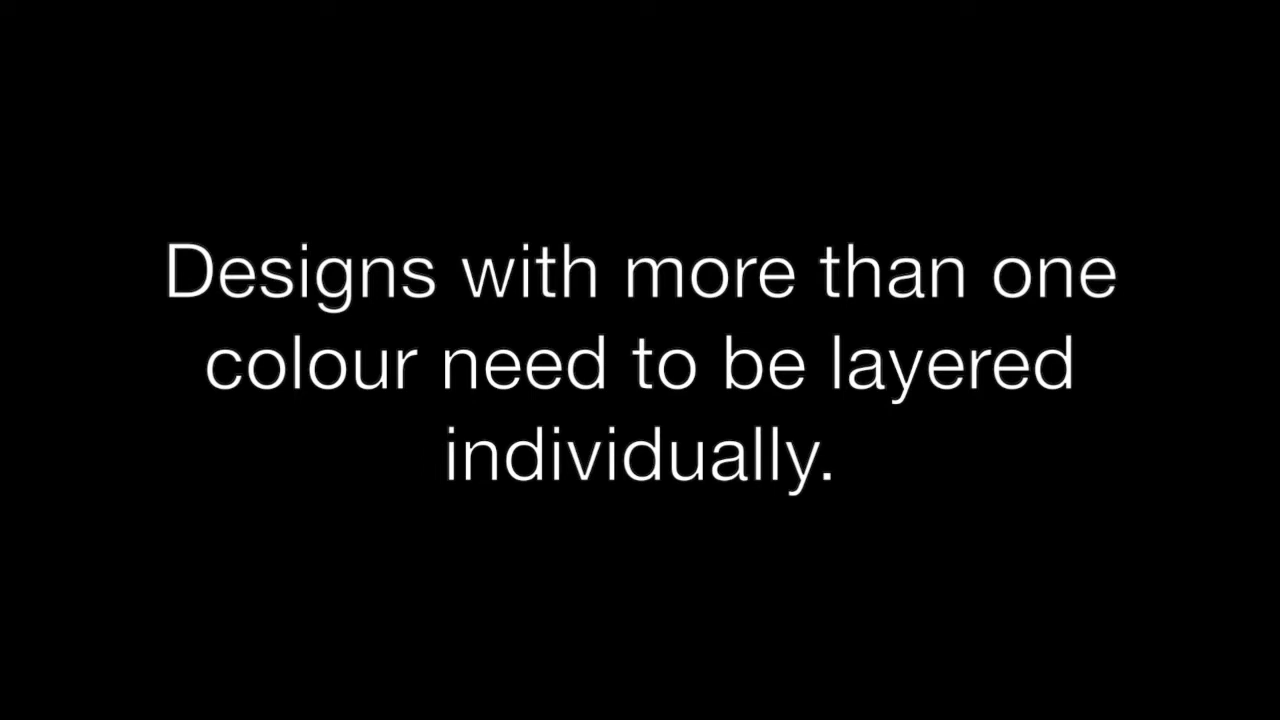 Designs with more than one
colour need to be layered
individually.